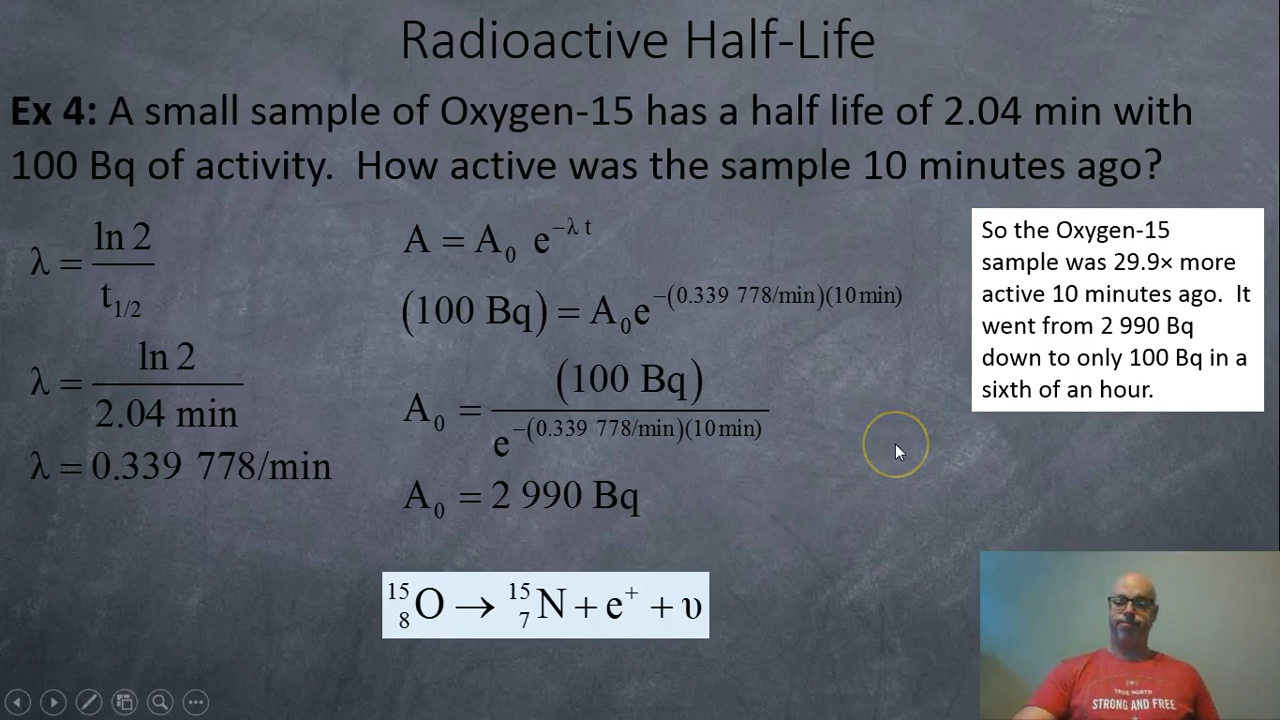 Radioactive Half-Life
Ex 4: A small sample of Oxygen-15 has a half life of 2.04 min with
100 Bq of activity. How active was the sample 10 minutes ago?
λ = ln 2 / t1/2
λ = ln 2 / 2.04 min
λ = 0.339 778/min
A = A₀ e^(−λ t)
(100 Bq) = A₀e^(−(0.339 778/min)(10 min))
A₀ = (100 Bq) / e^(−(0.339 778/min)(10 min))
A₀ = 2 990 Bq
¹⁵₈O → ¹⁵₇N + e⁺ + υ
So the Oxygen-15
sample was 29.9× more
active 10 minutes ago. It
went from 2 990 Bq
down to only 100 Bq in a
sixth of an hour.
TRUE NORTH
STRONG AND FREE